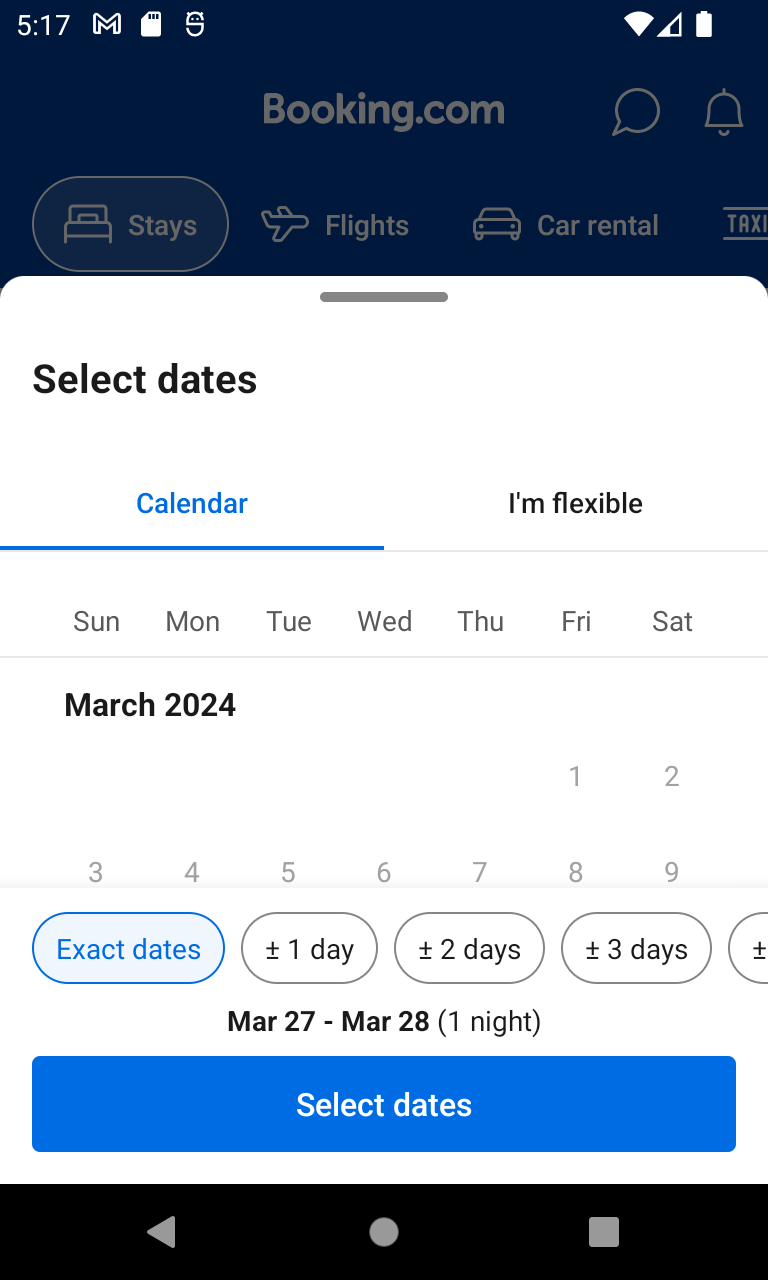 5:17
Booking.com
Stays Flights Car rental TAXI
Select dates
Calendar I'm flexible
Sun Mon Tue Wed Thu Fri Sat
March 2024
1 2
3 4 5 6 7 8 9
Exact dates ± 1 day ± 2 days ± 3 days ±
Mar 27 - Mar 28 (1 night)
Select dates